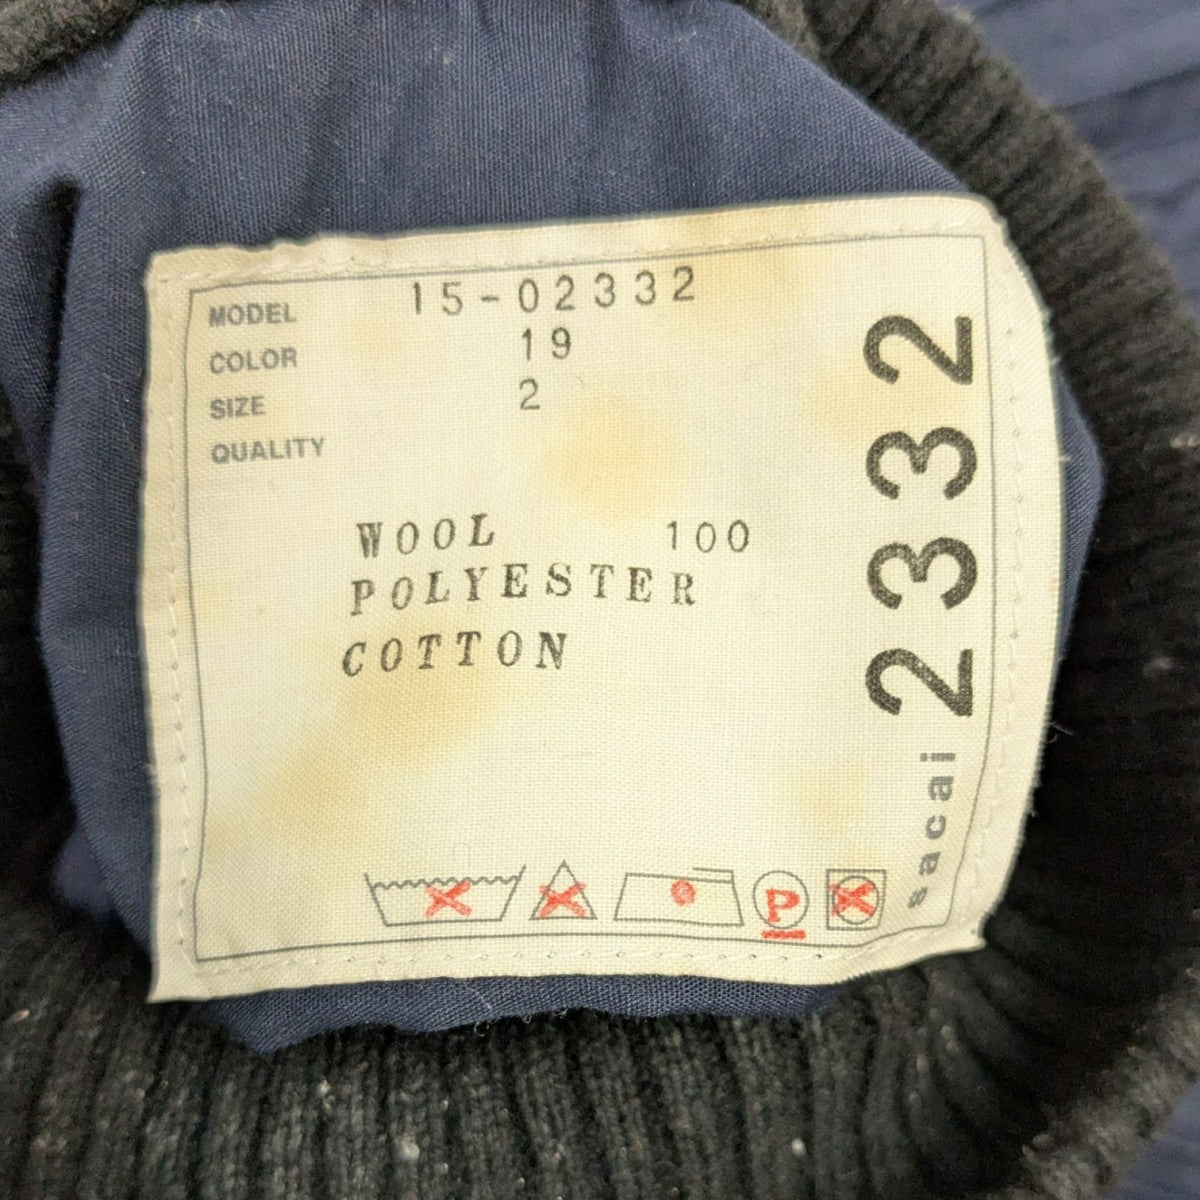 MODEL 15-02332
COLOR 19
SIZE 2
QUALITY
WOOL 100
POLYESTER
COTTON
P
sacai 2332